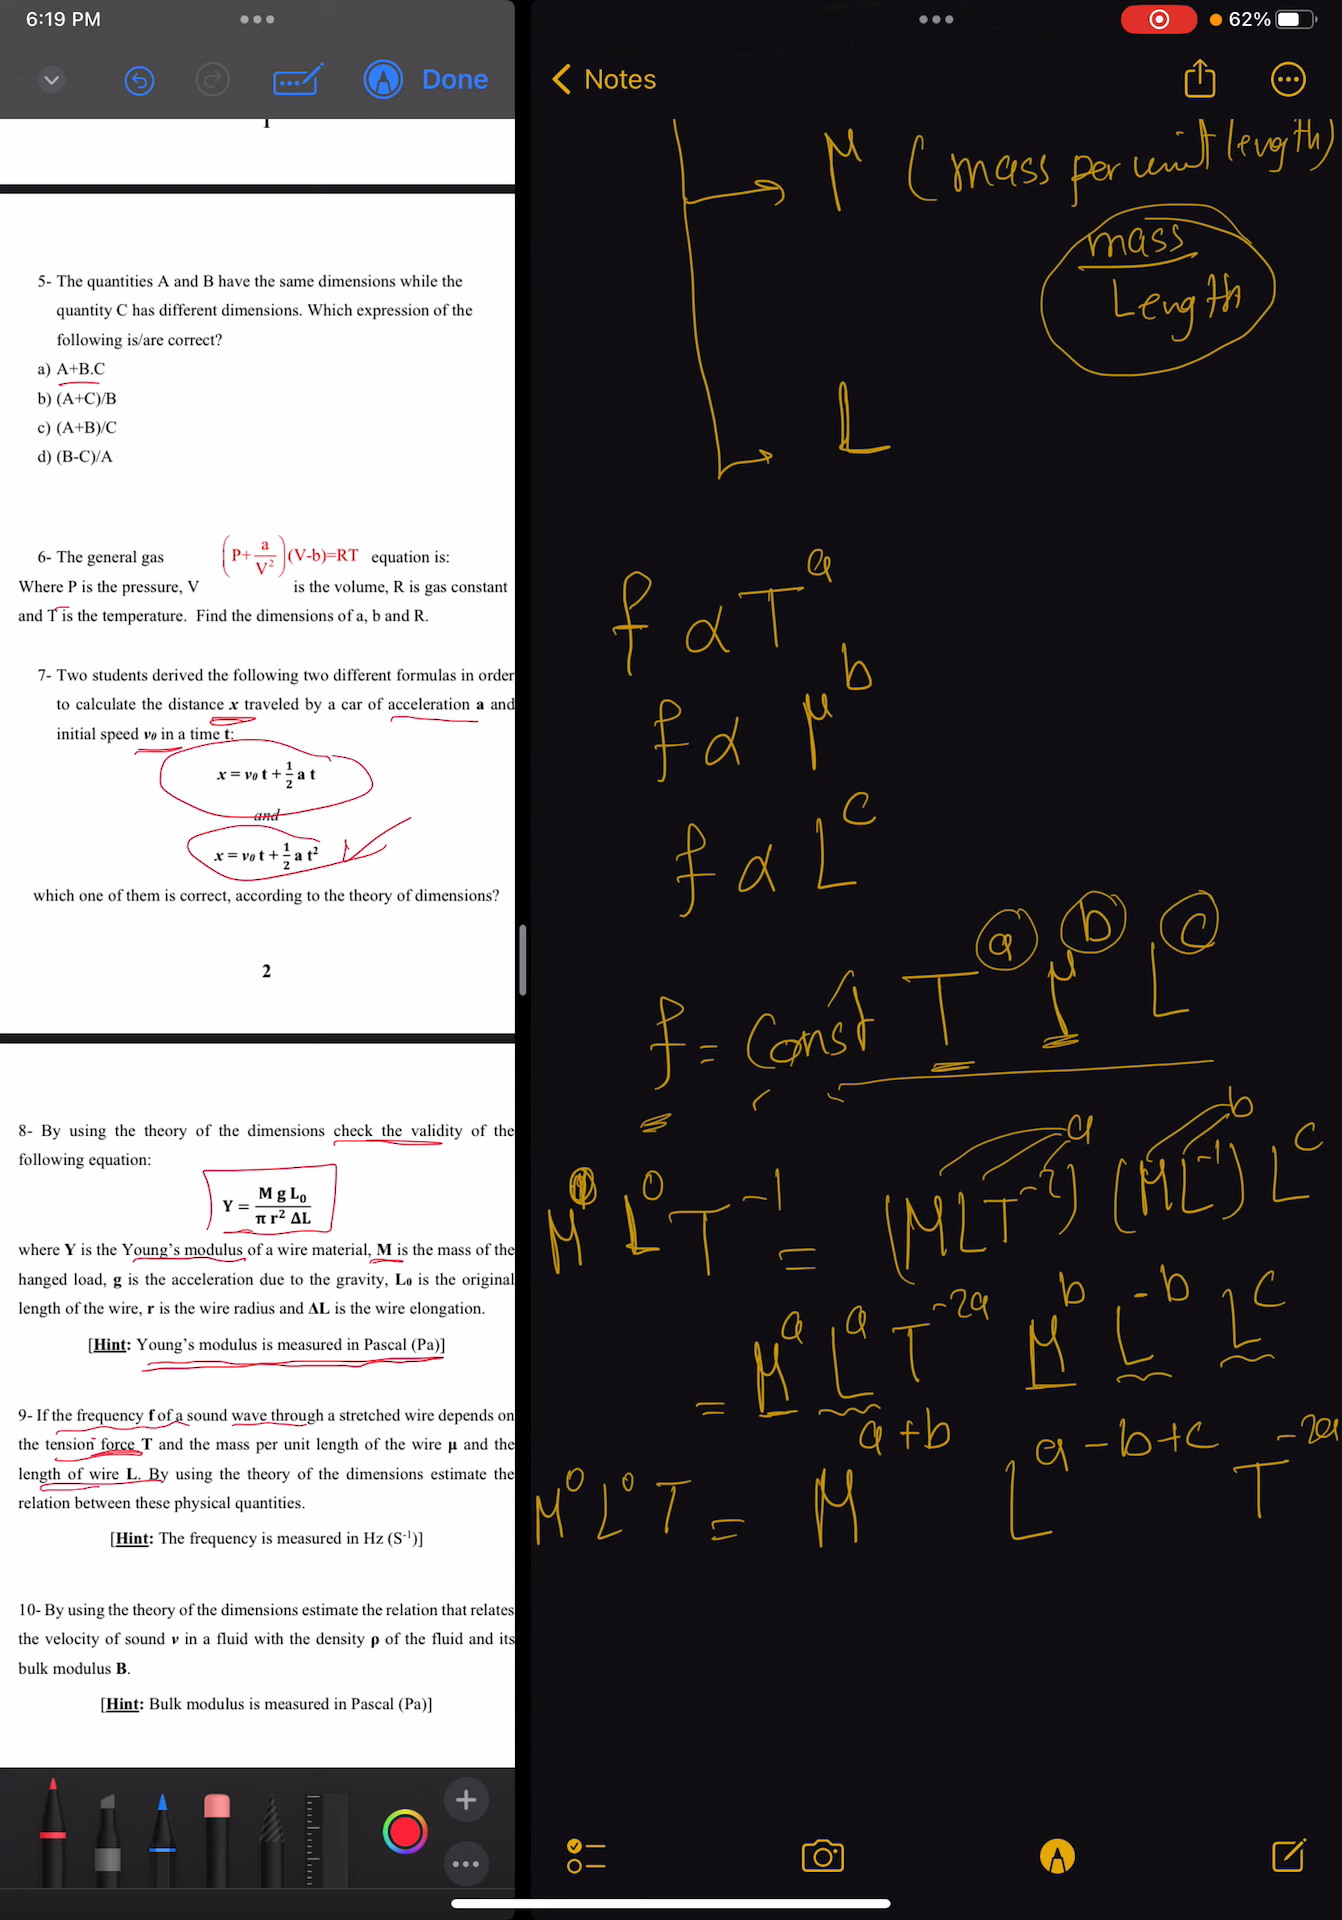 6:19 PM
62%
Done
Notes
1
5- The quantities A and B have the same dimensions while the
quantity C has different dimensions. Which expression of the
following is/are correct?
a) A+B.C
b) (A+C)/B
c) (A+B)/C
d) (B-C)/A
6- The general gas (P+a/V²)(V-b)=RT equation is:
Where P is the pressure, V is the volume, R is gas constant
and T is the temperature. Find the dimensions of a, b and R.
7- Two students derived the following two different formulas in order
to calculate the distance x traveled by a car of acceleration a and
initial speed v₀ in a time t:
x = v₀ t + 1/2 a t
and
x = v₀ t + 1/2 a t²
which one of them is correct, according to the theory of dimensions?
2
8- By using the theory of the dimensions check the validity of the
following equation:
Y = M g L₀ / π r² ΔL
where Y is the Young's modulus of a wire material, M is the mass of the
hanged load, g is the acceleration due to the gravity, L₀ is the original
length of the wire, r is the wire radius and ΔL is the wire elongation.
[Hint: Young's modulus is measured in Pascal (Pa)]
9- If the frequency f of a sound wave through a stretched wire depends on
the tension force T and the mass per unit length of the wire μ and the
length of wire L. By using the theory of the dimensions estimate the
relation between these physical quantities.
[Hint: The frequency is measured in Hz (S⁻¹)]
10- By using the theory of the dimensions estimate the relation that relates
the velocity of sound v in a fluid with the density ρ of the fluid and its
bulk modulus B.
[Hint: Bulk modulus is measured in Pascal (Pa)]
μ (mass per unit length)
mass
Length
L
f α T^a
f α μ^b
f α L^c
f = Const T^a μ^b L^c
M^0 L^0 T^-1 = (MLT^-2)^a (ML^-1)^b L^c
= M^a L^a T^-2a M^b L^-b L^c
M^0 L^0 T = M^a+b L^a-b+c T^-2a